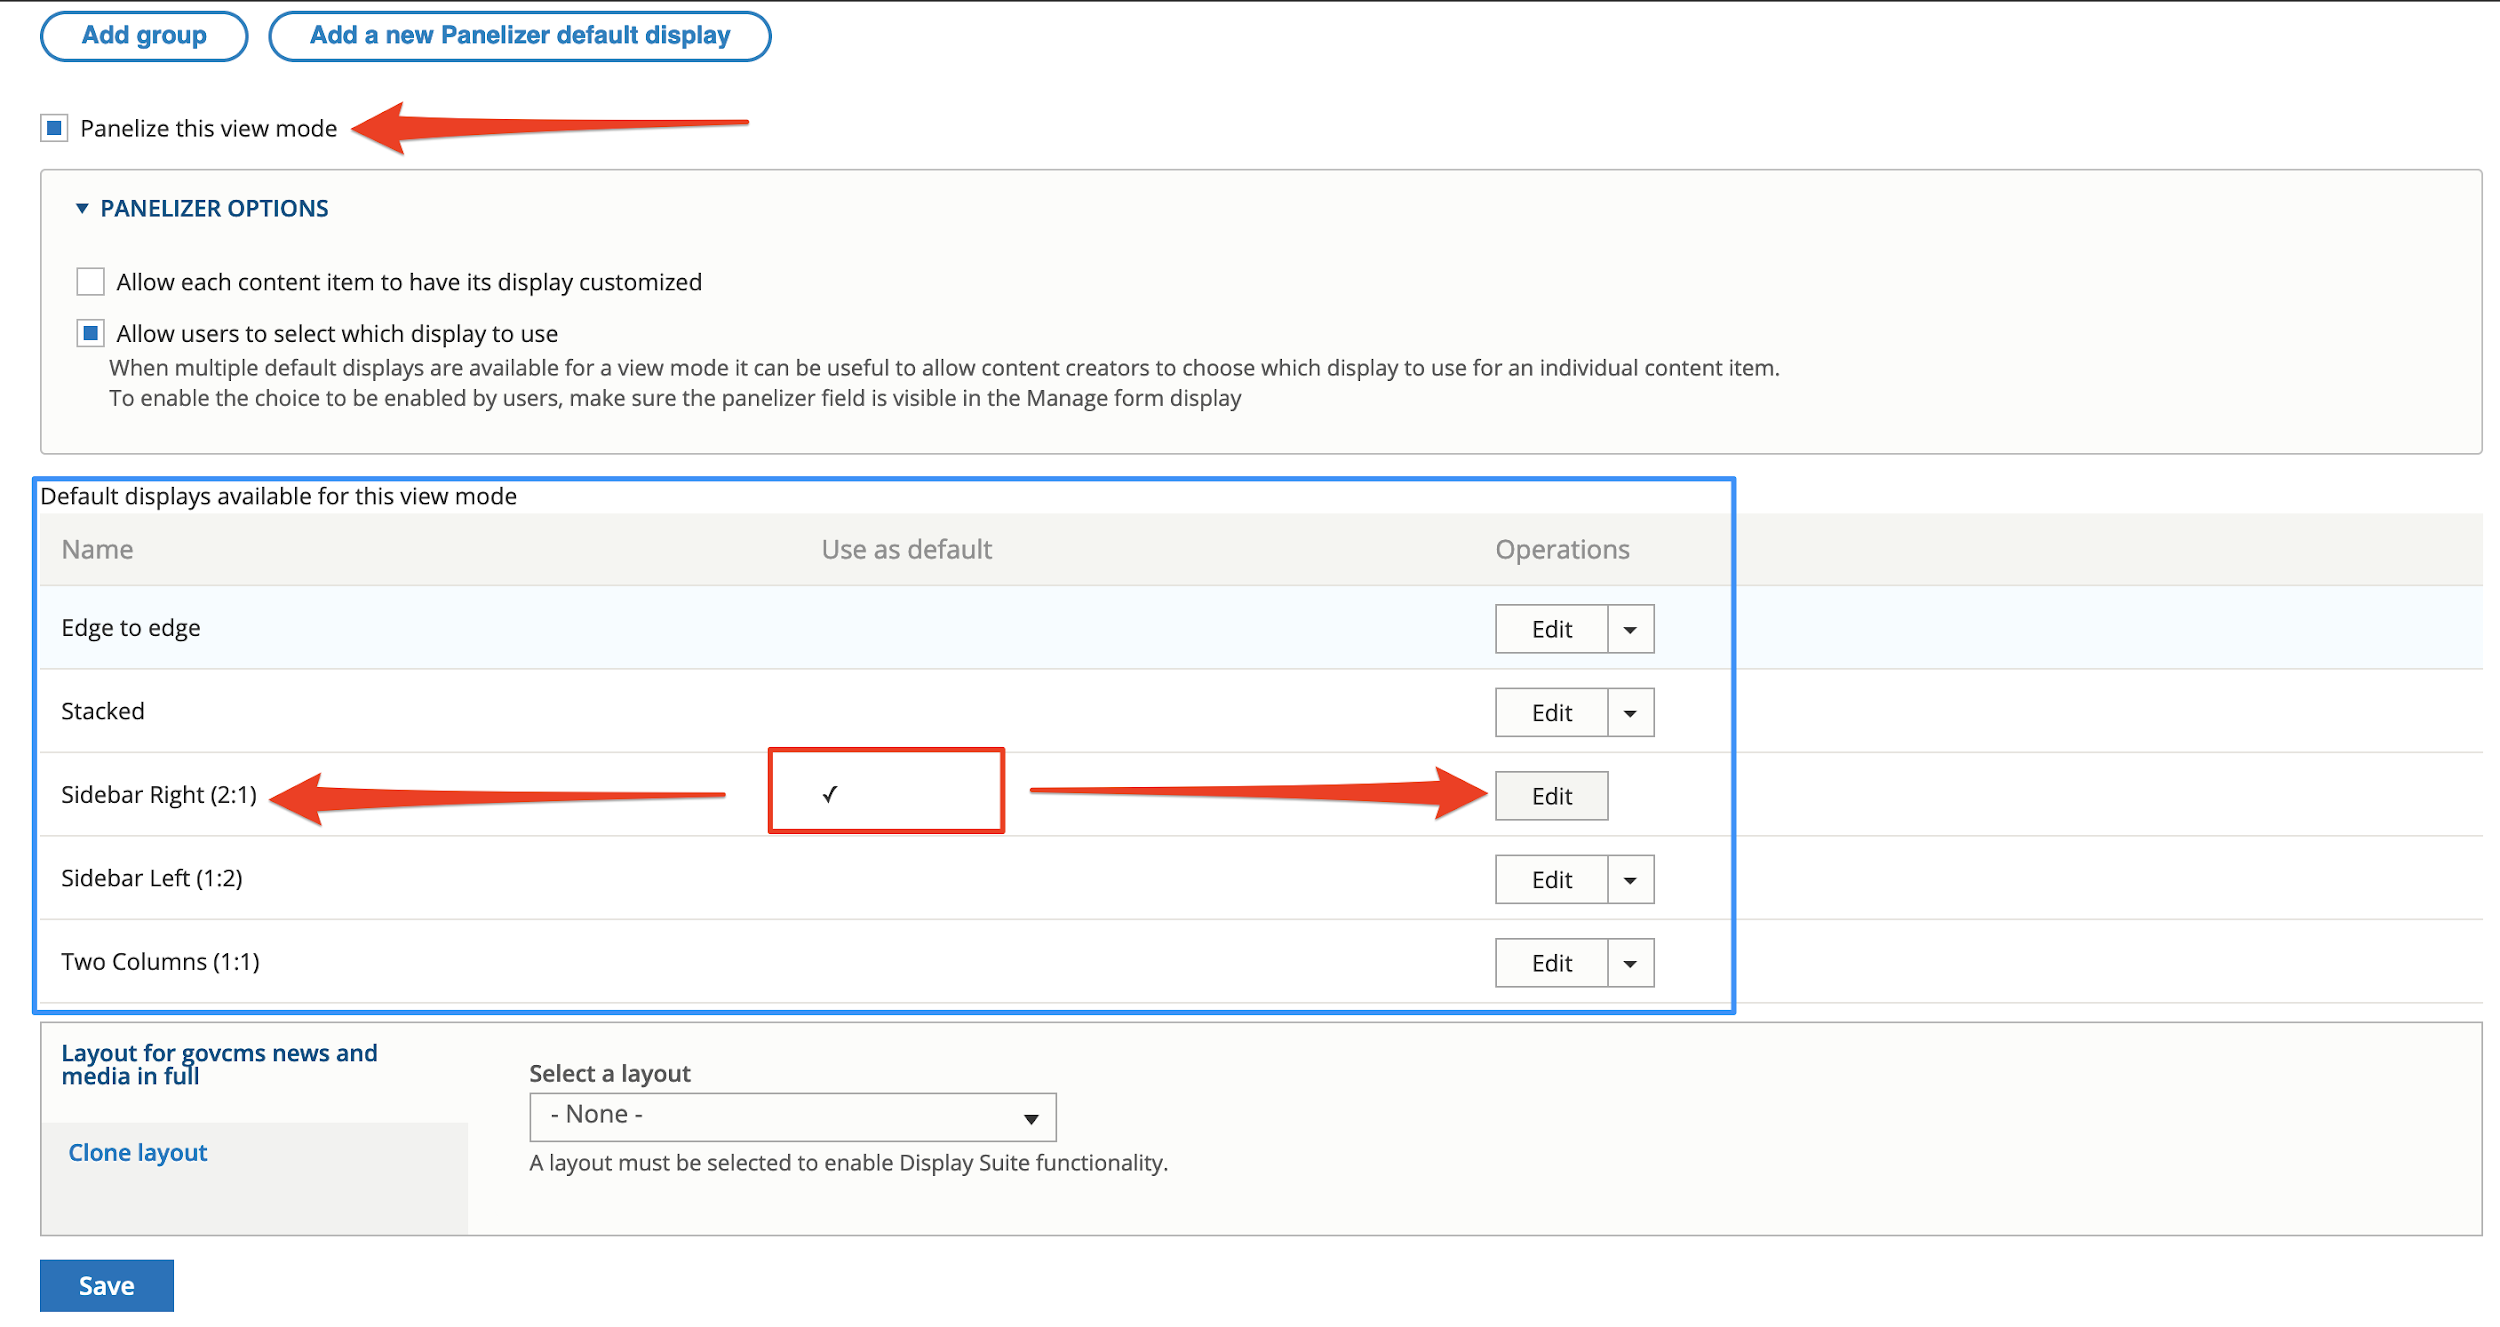 Add group
Add a new Panelizer default display
Panelize this view mode
PANELIZER OPTIONS
Allow each content item to have its display customized
Allow users to select which display to use
When multiple default displays are available for a view mode it can be useful to allow content creators to choose which display to use for an individual content item.
To enable the choice to be enabled by users, make sure the panelizer field is visible in the Manage form display
Default displays available for this view mode
Name Use as default Operations
Edge to edge Edit
Stacked Edit
Sidebar Right (2:1) ✓ Edit
Sidebar Left (1:2) Edit
Two Columns (1:1) Edit
Layout for govcms news and
media in full
Clone layout
Select a layout
- None -
A layout must be selected to enable Display Suite functionality.
Save